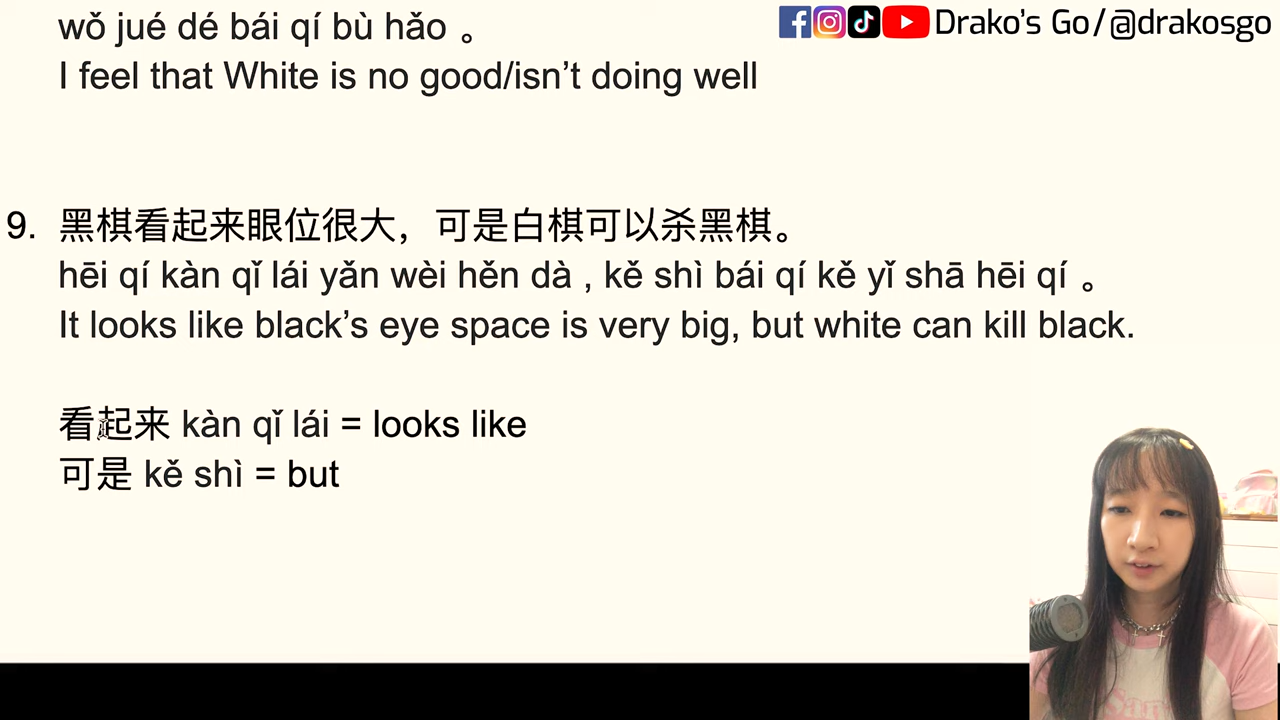 wǒ jué dé bái qí bù hǎo 。
Drako's Go/@drakosgo
I feel that White is no good/isn't doing well
9. 黑棋看起来眼位很大，可是白棋可以杀黑棋。
hēi qí kàn qǐ lái yǎn wèi hěn dà , kě shì bái qí kě yǐ shā hēi qí 。
It looks like black's eye space is very big, but white can kill black.
看起来 kàn qǐ lái = looks like
可是 kě shì = but